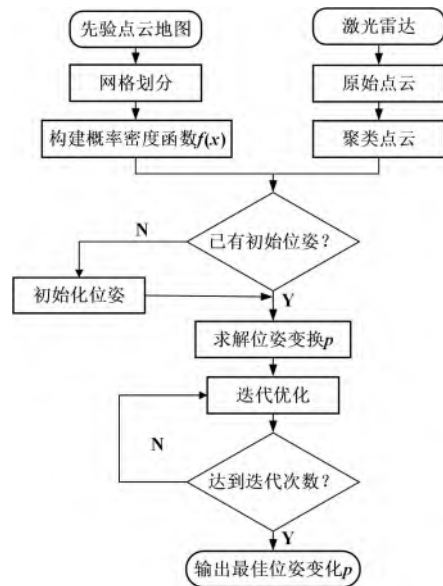 先验点云地图
激光雷达
网格划分
原始点云
构建概率密度函数f(x)
聚类点云
N
已有初始位姿?
初始化位姿
Y
求解位姿变换p
迭代优化
N
达到迭代次数?
Y
输出最佳位姿变化p